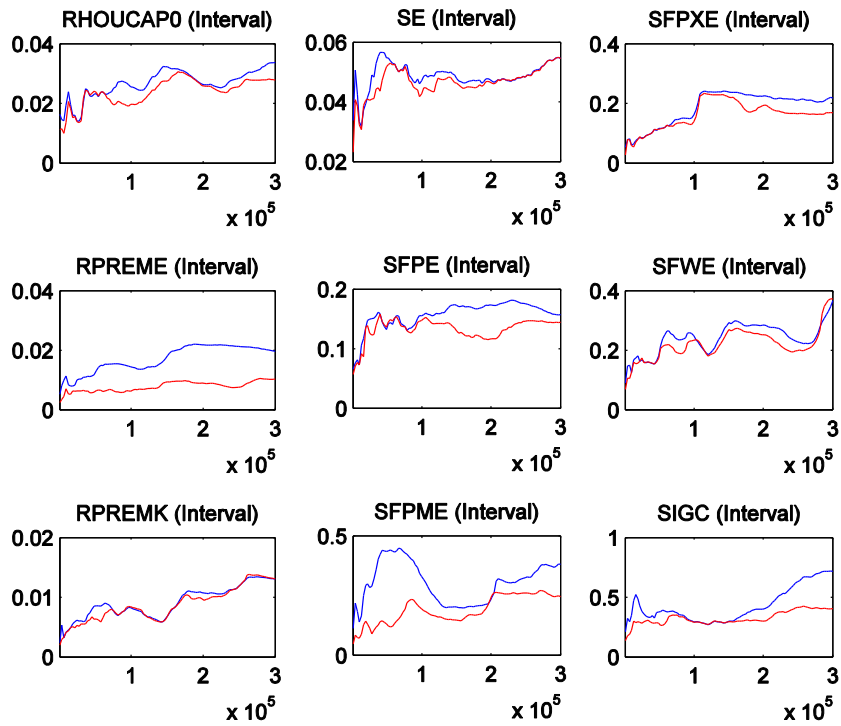 RHOUCAP0 (Interval)
0.04
0.02
0
1 2 3
x 10^5
SE (Interval)
0.06
0.04
0.02
1 2 3
x 10^5
SFPXE (Interval)
0.4
0.2
0
1 2 3
x 10^5
RPREME (Interval)
0.04
0.02
0
1 2 3
x 10^5
SFPE (Interval)
0.2
0.1
0
1 2 3
x 10^5
SFWE (Interval)
0.4
0.2
0
1 2 3
x 10^5
RPREMK (Interval)
0.02
0.01
0
1 2 3
x 10^5
SFPME (Interval)
0.5
0
1 2 3
x 10^5
SIGC (Interval)
1
0.5
0
1 2 3
x 10^5